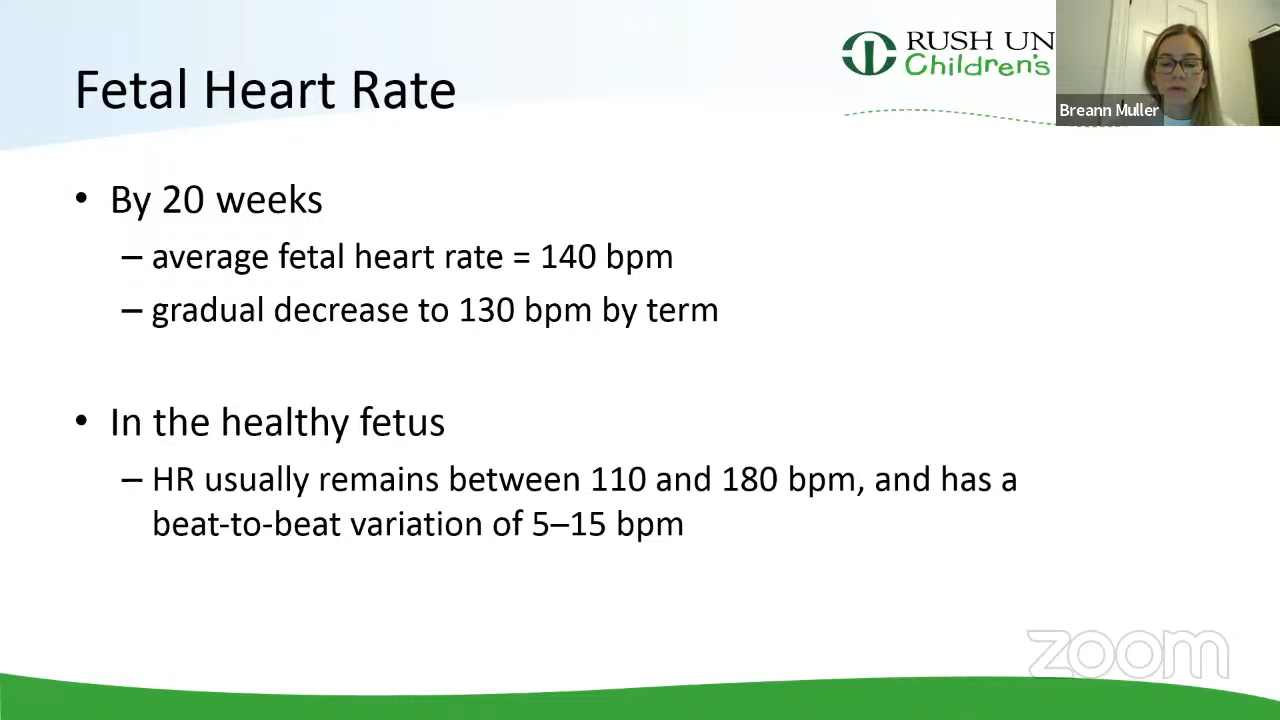 Fetal Heart Rate
RUSH UN
Children's
Breann Muller
• By 20 weeks
– average fetal heart rate = 140 bpm
– gradual decrease to 130 bpm by term
• In the healthy fetus
– HR usually remains between 110 and 180 bpm, and has a
beat-to-beat variation of 5–15 bpm
zoom